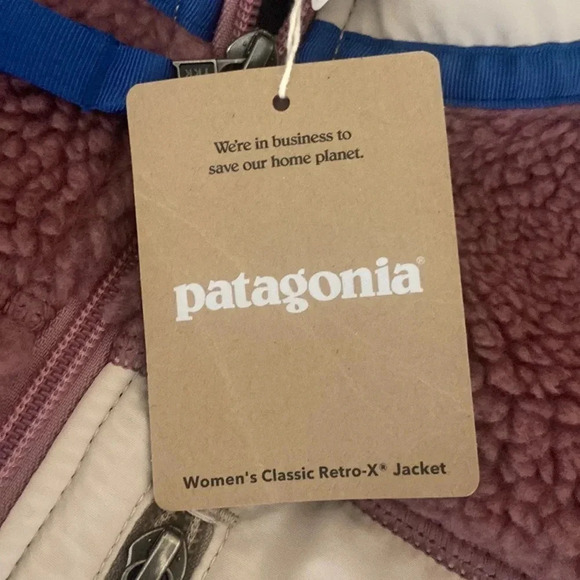 We're in business to
save our home planet.
patagonia®
Women's Classic Retro-X® Jacket